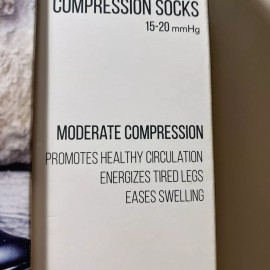 COMPRESSION SOCKS
15-20 mmHg
MODERATE COMPRESSION
PROMOTES HEALTHY CIRCULATION
ENERGIZES TIRED LEGS
EASES SWELLING